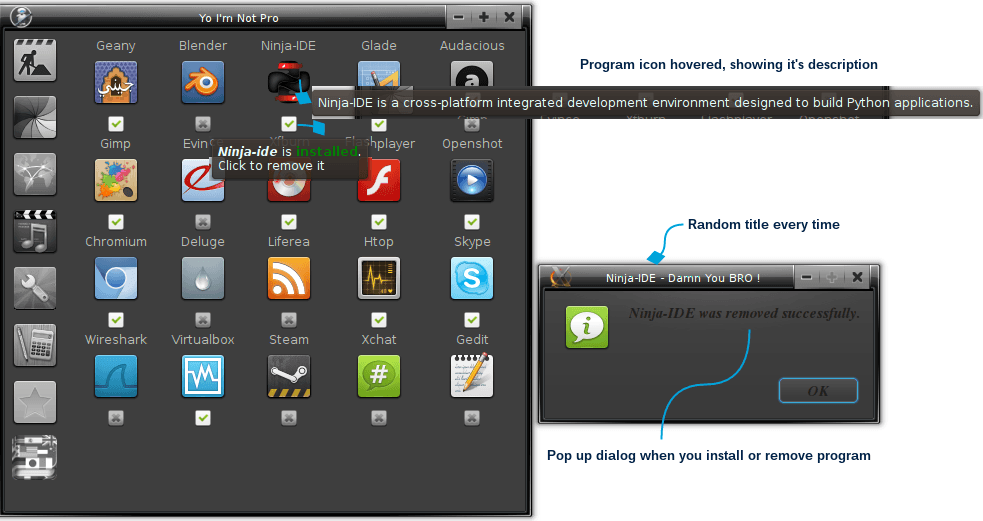 Yo I'm Not Pro
Geany Blender Ninja-IDE Glade Audacious
Program icon hovered, showing it's description
Ninja-IDE is a cross-platform integrated development environment designed to build Python applications.
Gimp Evin Flashplayer Openshot
Ninja-ide is installed.
Click to remove it
Random title every time
Chromium Deluge Liferea Htop Skype
Ninja-IDE - Damn You BRO !
Ninja-IDE was removed successfully.
Wireshark Virtualbox Steam Xchat Gedit
OK
Pop up dialog when you install or remove program